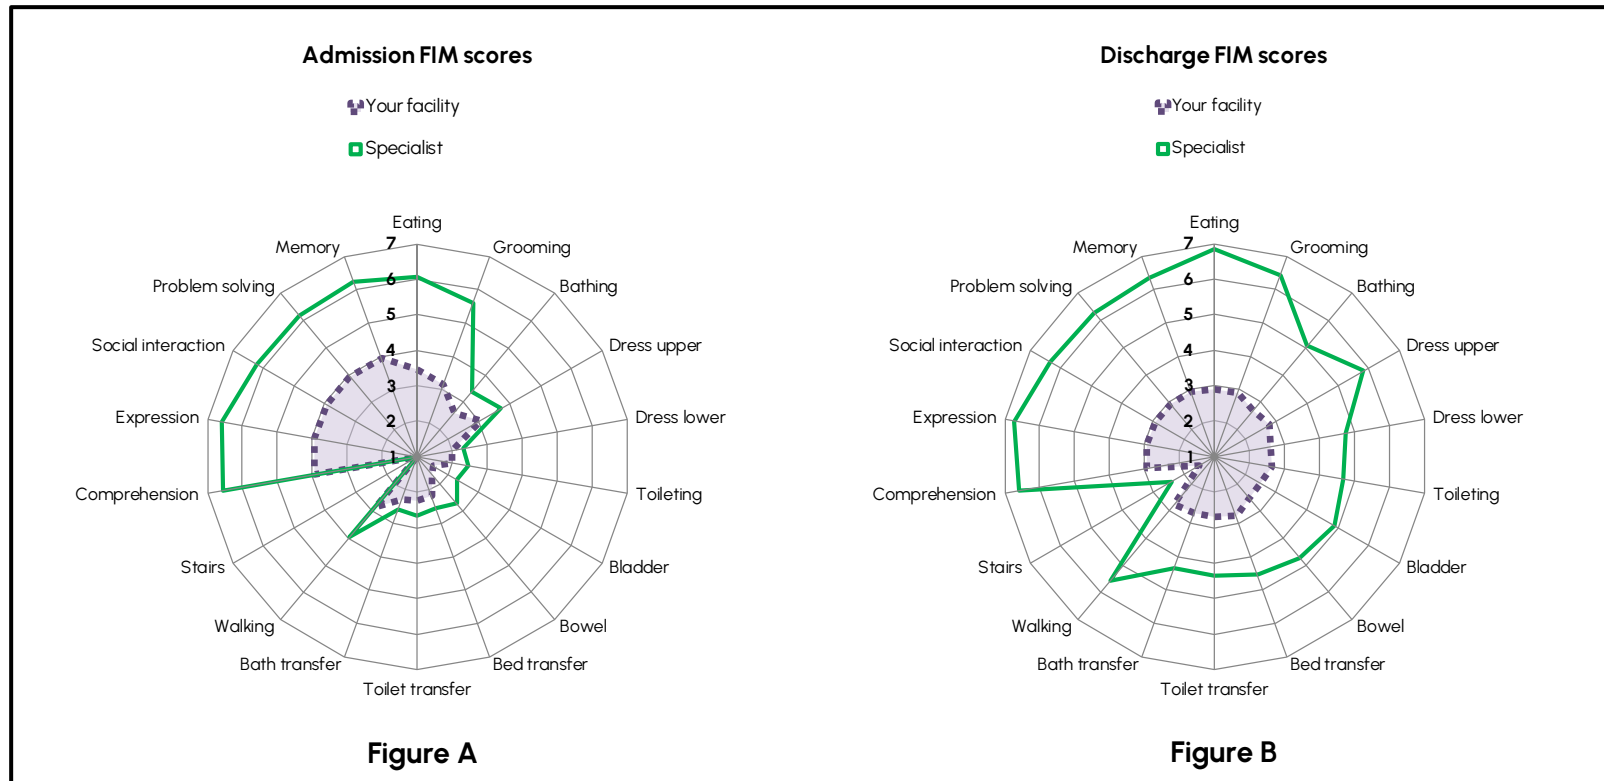 Admission FIM scores
Your facility
Specialist
Eating
Grooming
Bathing
Dress upper
Dress lower
Toileting
Bladder
Bowel
Bed transfer
Toilet transfer
Bath transfer
Walking
Stairs
Comprehension
Expression
Social interaction
Problem solving
Memory
7
6
5
4
3
2
1
Figure A
Discharge FIM scores
Your facility
Specialist
Eating
Grooming
Bathing
Dress upper
Dress lower
Toileting
Bladder
Bowel
Bed transfer
Toilet transfer
Bath transfer
Walking
Stairs
Comprehension
Expression
Social interaction
Problem solving
Memory
7
6
5
4
3
2
1
Figure B